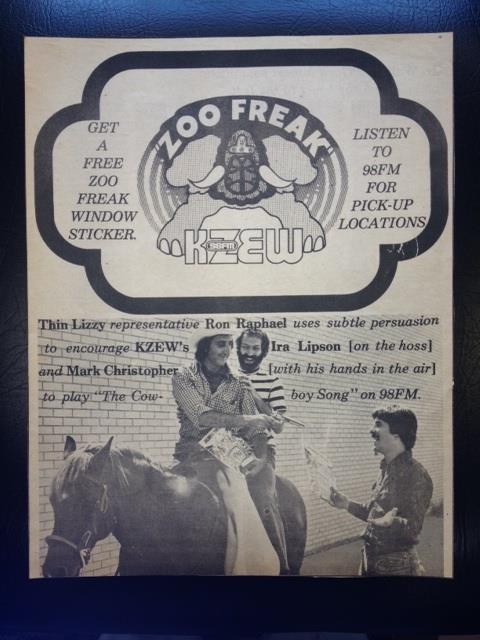 GET
A
FREE
ZOO
FREAK
WINDOW
STICKER.
"ZOO FREAK"
98FM
KZEW
LISTEN
TO
98FM
FOR
PICK-UP
LOCATIONS
Thin Lizzy representative Ron Raphael uses subtle persuasion
to encourage KZEW's Ira Lipson [on the hoss]
and Mark Christopher [with his hands in the air]
to play "The Cow- boy Song" on 98FM.